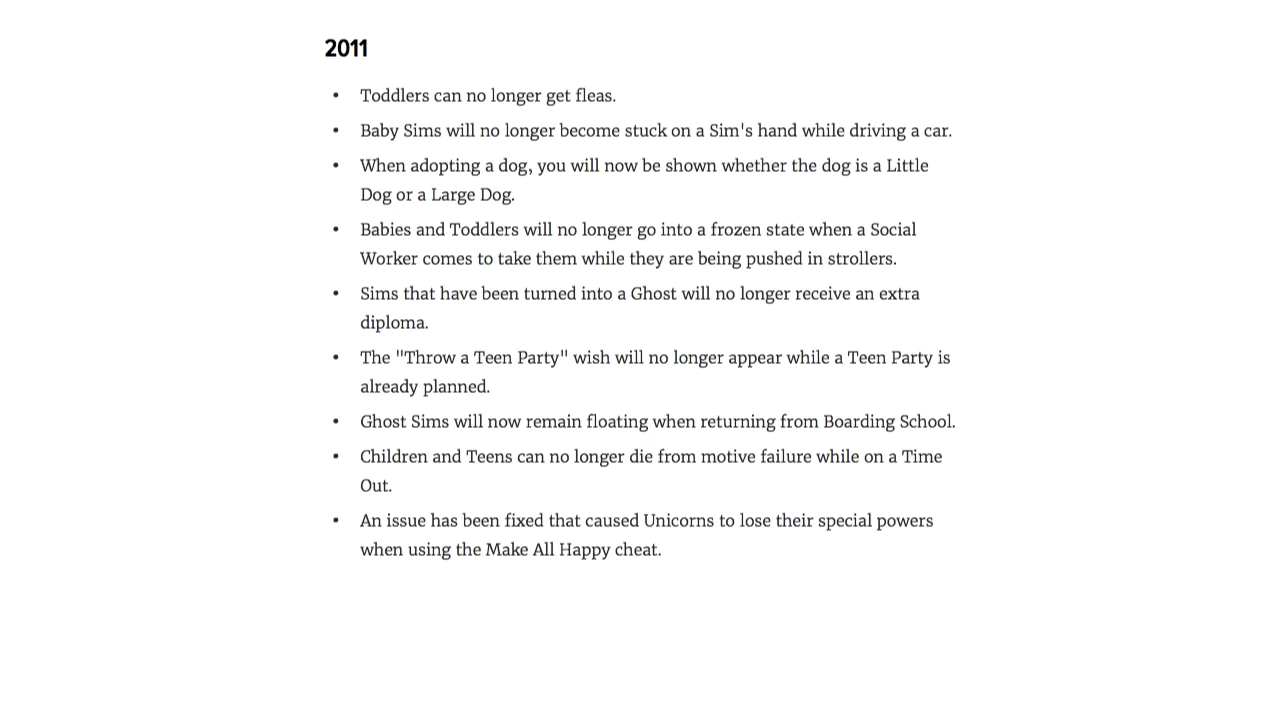 2011
• Toddlers can no longer get fleas.
• Baby Sims will no longer become stuck on a Sim's hand while driving a car.
• When adopting a dog, you will now be shown whether the dog is a Little
Dog or a Large Dog.
• Babies and Toddlers will no longer go into a frozen state when a Social
Worker comes to take them while they are being pushed in strollers.
• Sims that have been turned into a Ghost will no longer receive an extra
diploma.
• The "Throw a Teen Party" wish will no longer appear while a Teen Party is
already planned.
• Ghost Sims will now remain floating when returning from Boarding School.
• Children and Teens can no longer die from motive failure while on a Time
Out.
• An issue has been fixed that caused Unicorns to lose their special powers
when using the Make All Happy cheat.